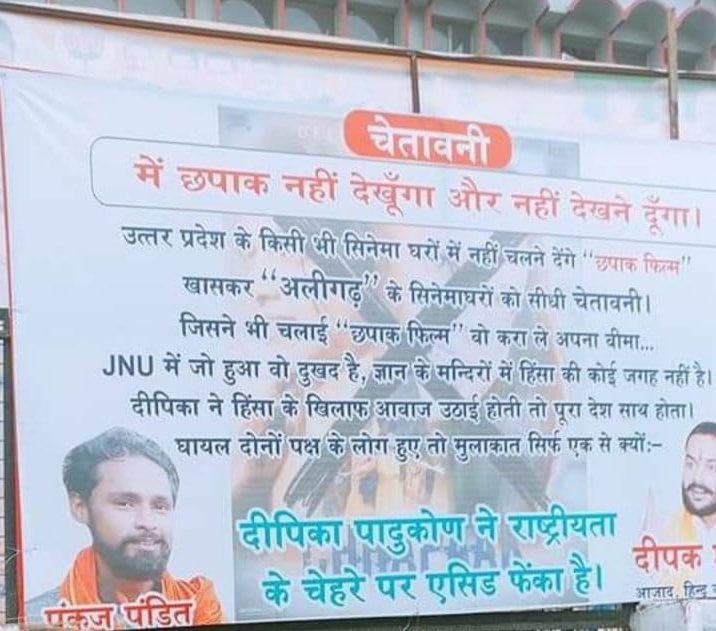 चेतावनी
में छपाक नहीं देखूँगा और नहीं देखने दूँगा।
उत्तर प्रदेश के किसी भी सिनेमा घरों में नहीं चलने देंगे “छपाक फिल्म”
खासकर “अलीगढ़” के सिनेमाघरों को सीधी चेतावनी।
जिसने भी चलाई “छपाक फिल्म” वो करा ले अपना बीमा...
JNU में जो हुआ वो दुखद है, ज्ञान के मन्दिरों में हिंसा की कोई जगह नहीं है।
दीपिका ने हिंसा के खिलाफ आवाज उठाई होती तो पूरा देश साथ होता।
घायल दोनों पक्ष के लोग हुए तो मुलाकात सिर्फ एक से क्यों:–
दीपिका पादुकोण ने राष्ट्रीयता
के चेहरे पर एसिड फेंका है।
पंकज पंडित
दीपक
आजाद, हिन्द